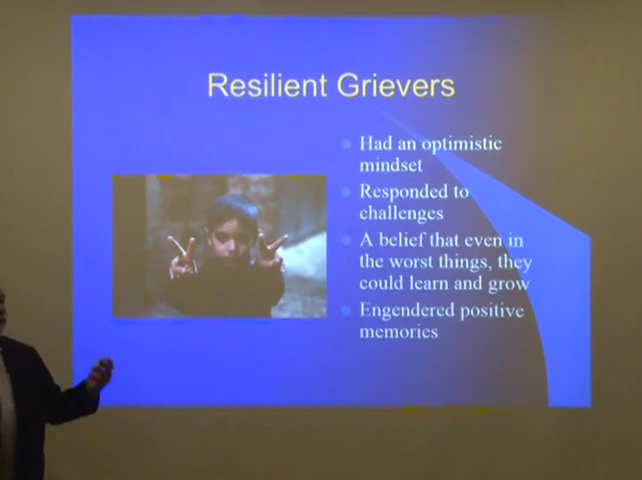 Resilient Grievers
Had an optimistic
mindset
Responded to
challenges
A belief that even in
the worst things, they
could learn and grow
Engendered positive
memories